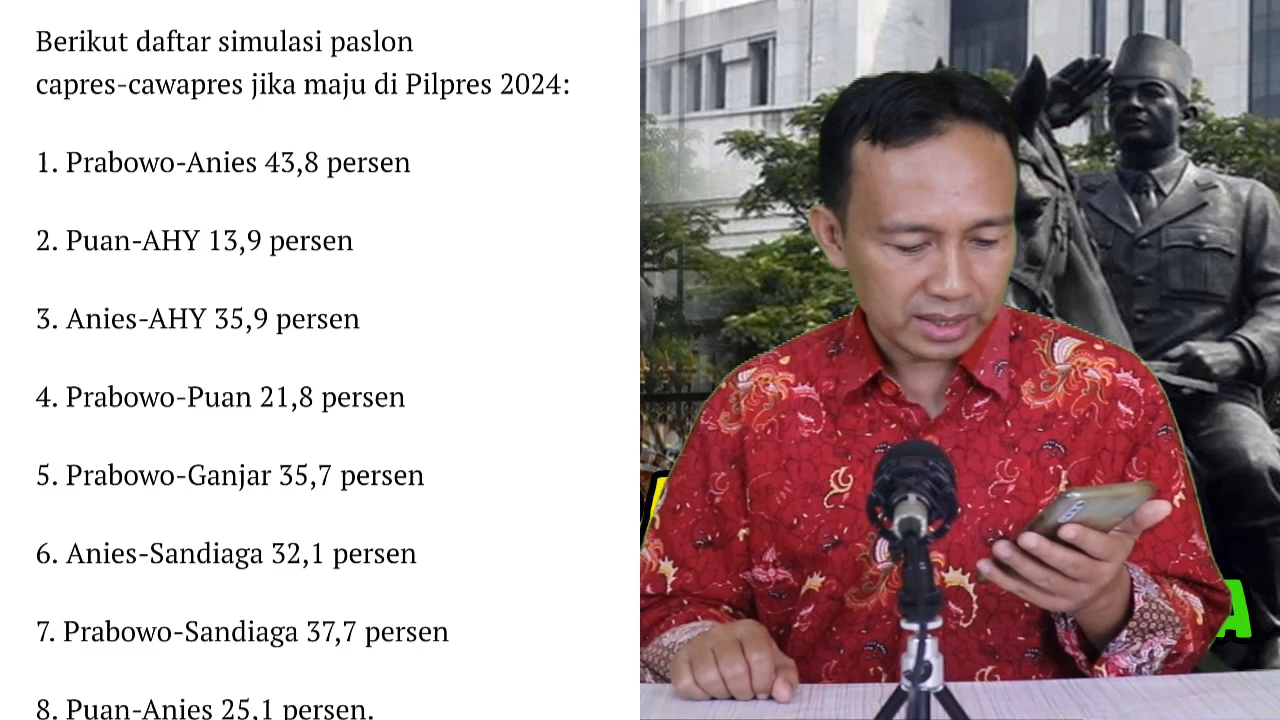 Berikut daftar simulasi paslon
capres-cawapres jika maju di Pilpres 2024:
1. Prabowo-Anies 43,8 persen
2. Puan-AHY 13,9 persen
3. Anies-AHY 35,9 persen
4. Prabowo-Puan 21,8 persen
5. Prabowo-Ganjar 35,7 persen
6. Anies-Sandiaga 32,1 persen
7. Prabowo-Sandiaga 37,7 persen
8. Puan-Anies 25,1 persen.